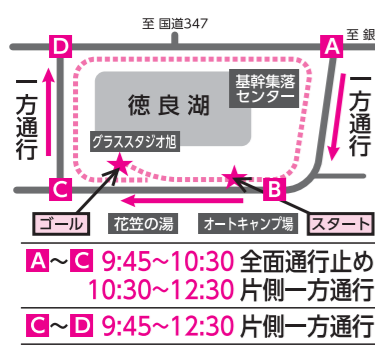 至 国道347
D
A
至 銀
一方通行
徳良湖
基幹集落
センター
一方通行
グラススタジオ旭
C
B
ゴール
花笠の湯
オートキャンプ場
スタート
A～C 9:45～10:30 全面通行止め
10:30～12:30 片側一方通行
C～D 9:45～12:30 片側一方通行